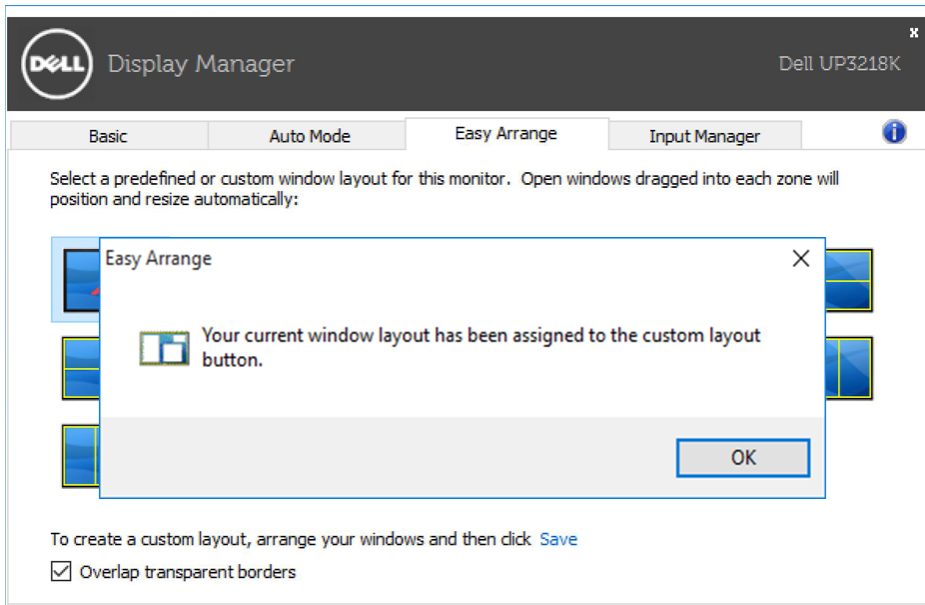 DELL Display Manager
x
Dell UP3218K
Basic
Auto Mode
Easy Arrange
Input Manager
i
Select a predefined or custom window layout for this monitor. Open windows dragged into each zone will
position and resize automatically:
Easy Arrange
Your current window layout has been assigned to the custom layout
button.
OK
To create a custom layout, arrange your windows and then click Save
Overlap transparent borders